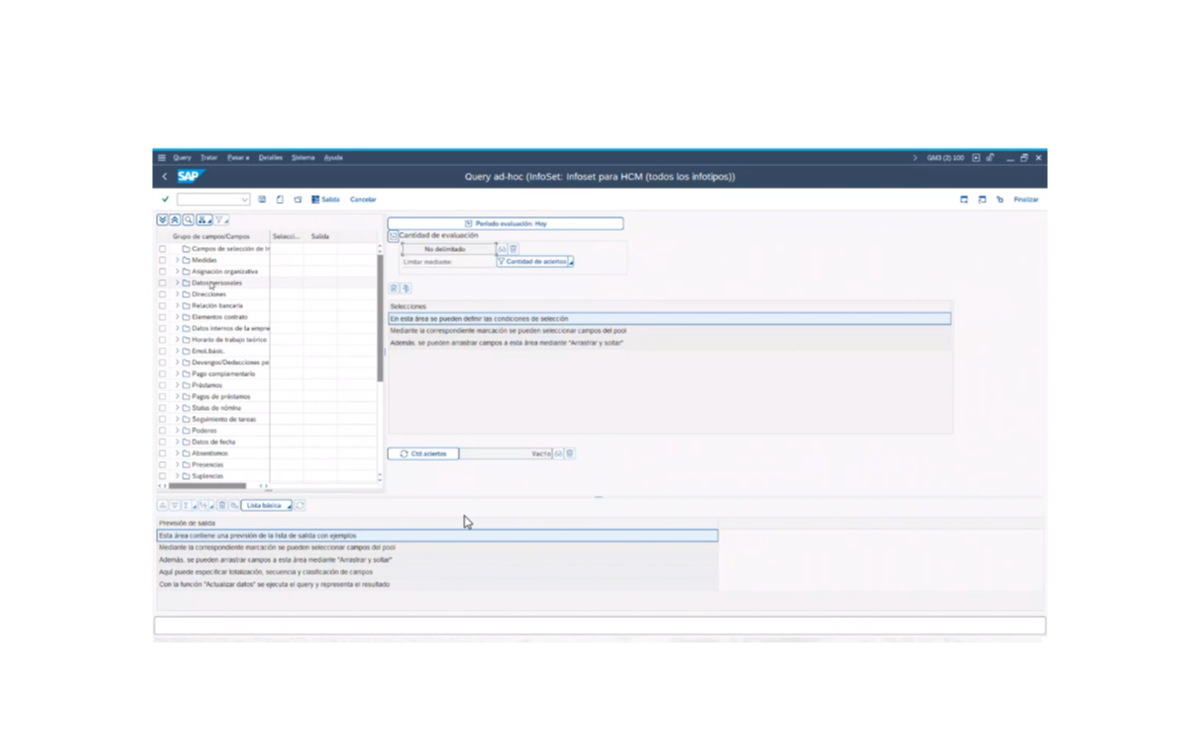 Query Tratar Pasar a Detalles Sistema Ayuda GM3 (2) 100
SAP Query ad-hoc (InfoSet: Infoset para HCM (todos los infotipos))
Salida Cancelar Finalizar
Grupo de campos/Campos Selecci... Salida
Campos de selección de Ir
Medidas
Asignación organizativa
Datos personales
Direcciones
Relación bancaria
Elementos contrato
Datos internos de la empre
Horario de trabajo teórico
Emol.básic.
Devengos/Deducciones pe
Pago complementario
Préstamos
Pagos de préstamos
Status de nómina
Seguimiento de tareas
Poderes
Datos de fecha
Absentismos
Presencias
Suplencias
Período evaluación: Hoy
Cantidad de evaluación
No delimitado
Limitar mediante: Cantidad de aciertos
Selecciones
En esta área se pueden definir las condiciones de selección
Mediante la correspondiente marcación se pueden seleccionar campos del pool
Además, se pueden arrastrar campos a esta área mediante "Arrastrar y soltar"
Ctd.aciertos Vacío
Lista básica
Previsión de salida
Esta área contiene una previsión de la lista de salida con ejemplos
Mediante la correspondiente marcación se pueden seleccionar campos del pool
Además, se pueden arrastrar campos a esta área mediante "Arrastrar y soltar"
Aquí puede especificar totalización, secuencia y clasificación de campos
Con la función "Actualizar datos" se ejecuta el query y representa el resultado